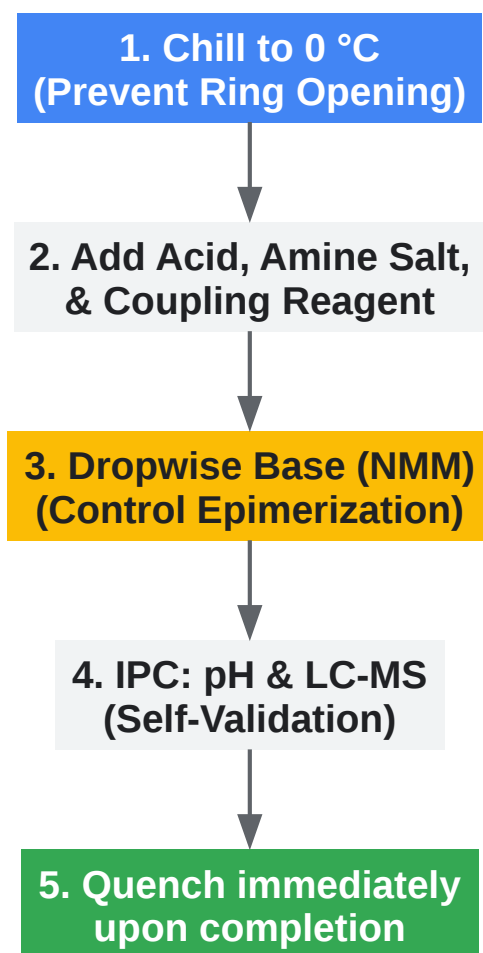 1. Chill to 0 °C
(Prevent Ring Opening)
2. Add Acid, Amine Salt,
& Coupling Reagent
3. Dropwise Base (NMM)
(Control Epimerization)
4. IPC: pH & LC-MS
(Self-Validation)
5. Quench immediately
upon completion